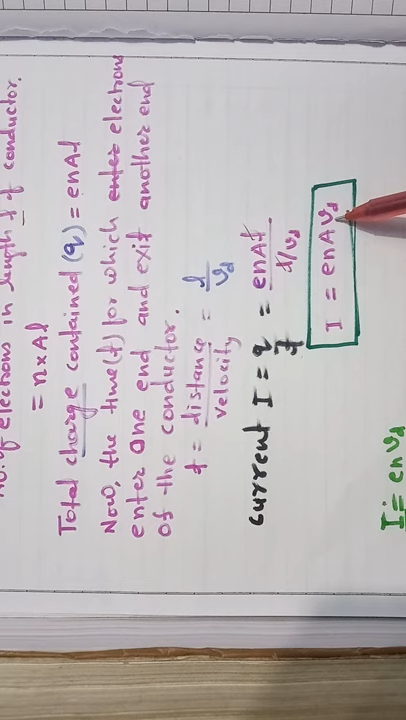 No. of electrons in length l of conductor.
= n x Al
Total charge contained (q) = enAl
Now, the time(t) for which enter electrons
enter one end and exit another end
of the conductor.
t = distance / velocity = l / vd
current I = q / t = enAl / l/vd
I = enAvd
I = envd